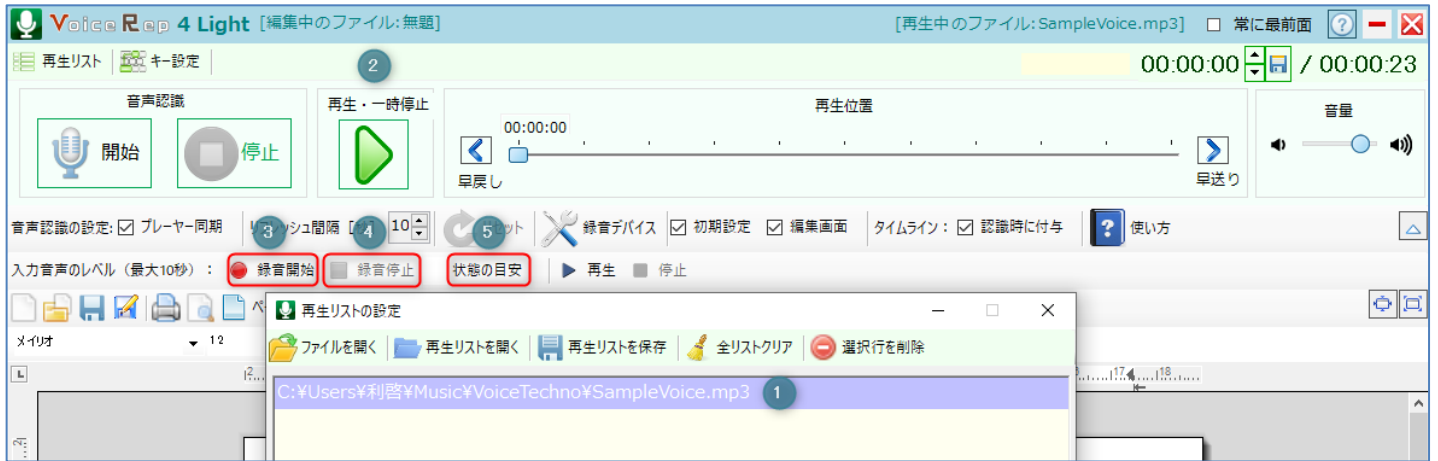 Voice Rep 4 Light [編集中のファイル:無題] [再生中のファイル:SampleVoice.mp3] 常に最前面 ?
再生リスト キー設定 2 00:00:00 / 00:00:23
音声認識 再生・一時停止 再生位置 音量
00:00:00
開始 停止
早戻し 早送り
音声認識の設定: プレーヤー同期 3 4 10 5 録音デバイス 初期設定 編集画面 タイムライン: 認識時に付与 ? 使い方
入力音声のレベル (最大10秒) : 録音開始 録音停止 状態の目安 再生 停止
再生リストの設定
メイリオ 12 ファイルを開く 再生リストを開く 再生リストを保存 全リストクリア 選択行を削除
L 2 17 18
C:¥Users¥利啓¥Music¥VoiceTechno¥SampleVoice.mp3 1
2